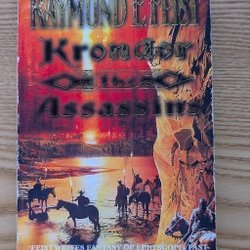 RAYMOND E. FEIST
Krondor
the
Assassins
'FEIST WRITES FANTASY OF EPIC SCOPE, FAST-